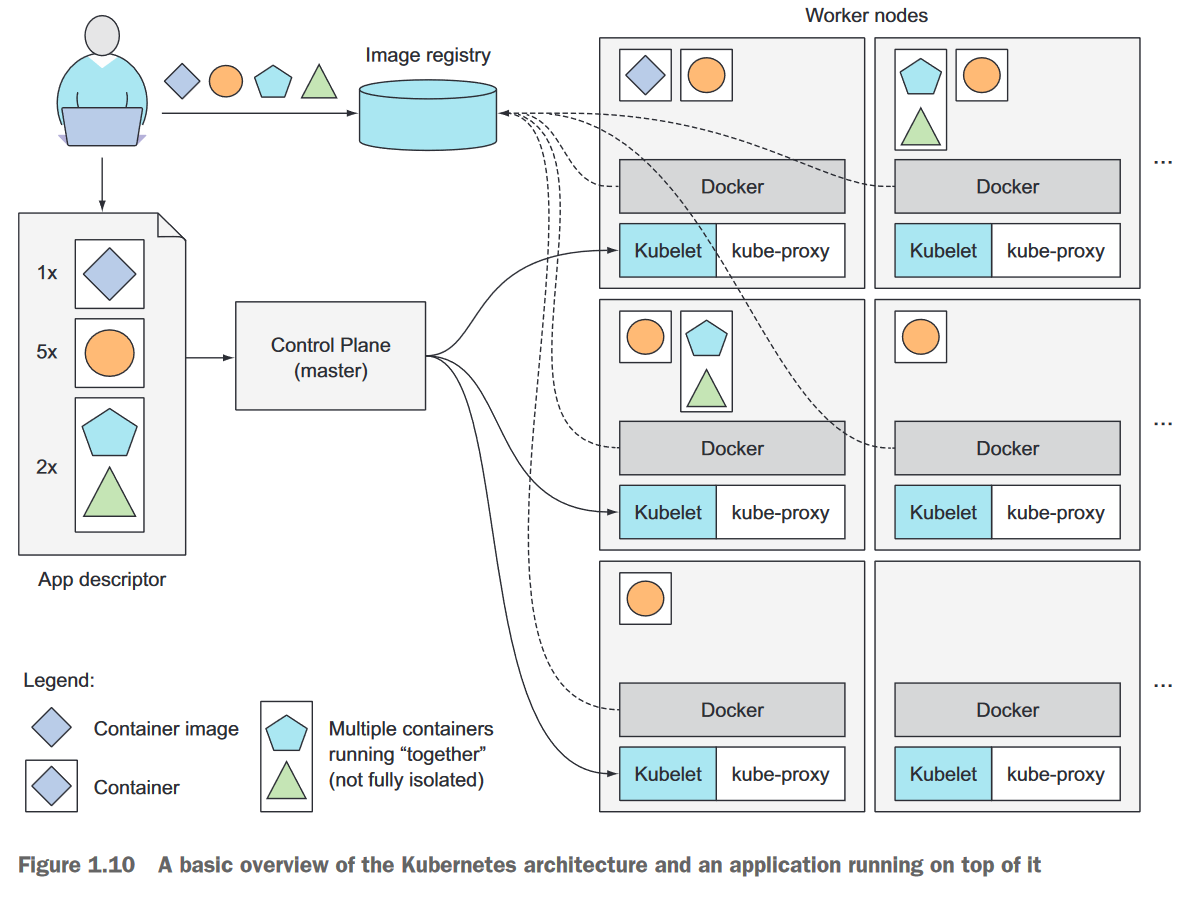 Worker nodes
Image registry
Docker
Kubelet
kube-proxy
Docker
Kubelet
kube-proxy
...
1x
5x
2x
App descriptor
Control Plane
(master)
Docker
Kubelet
kube-proxy
Docker
Kubelet
kube-proxy
...
Docker
Kubelet
kube-proxy
Docker
Kubelet
kube-proxy
...
Legend:
Container image
Container
Multiple containers
running “together”
(not fully isolated)
Figure 1.10 A basic overview of the Kubernetes architecture and an application running on top of it